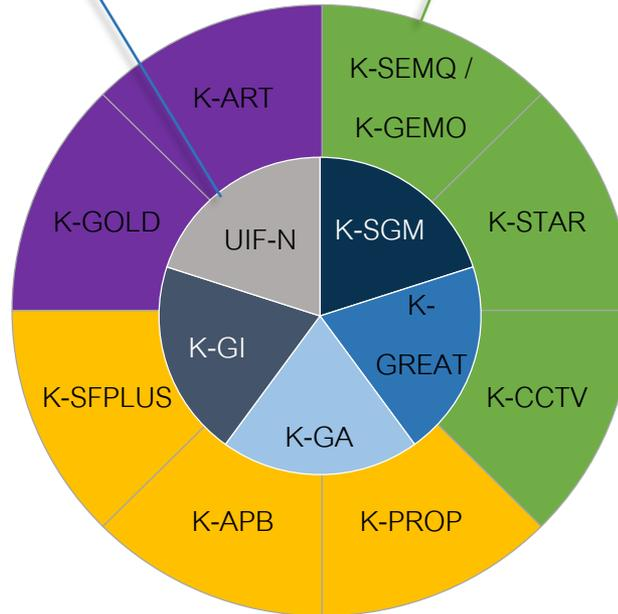 K-ART
K-SEMQ /
K-GEMO
K-GOLD
K-STAR
UIF-N
K-SGM
K-
GREAT
K-GI
K-SFPLUS
K-CCTV
K-GA
K-APB
K-PROP